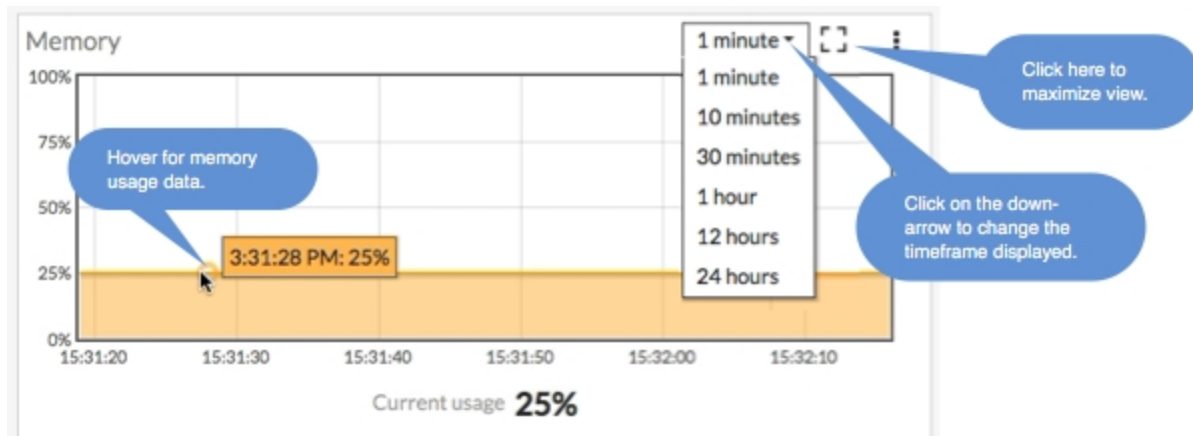 Memory
1 minute
1 minute
10 minutes
30 minutes
1 hour
12 hours
24 hours
Click here to
maximize view.
Click on the down-
arrow to change the
timeframe displayed.
100%
75%
50%
25%
0%
Hover for memory
usage data.
3:31:28 PM: 25%
15:31:20
15:31:30
15:31:40
15:31:50
15:32:00
15:32:10
Current usage 25%